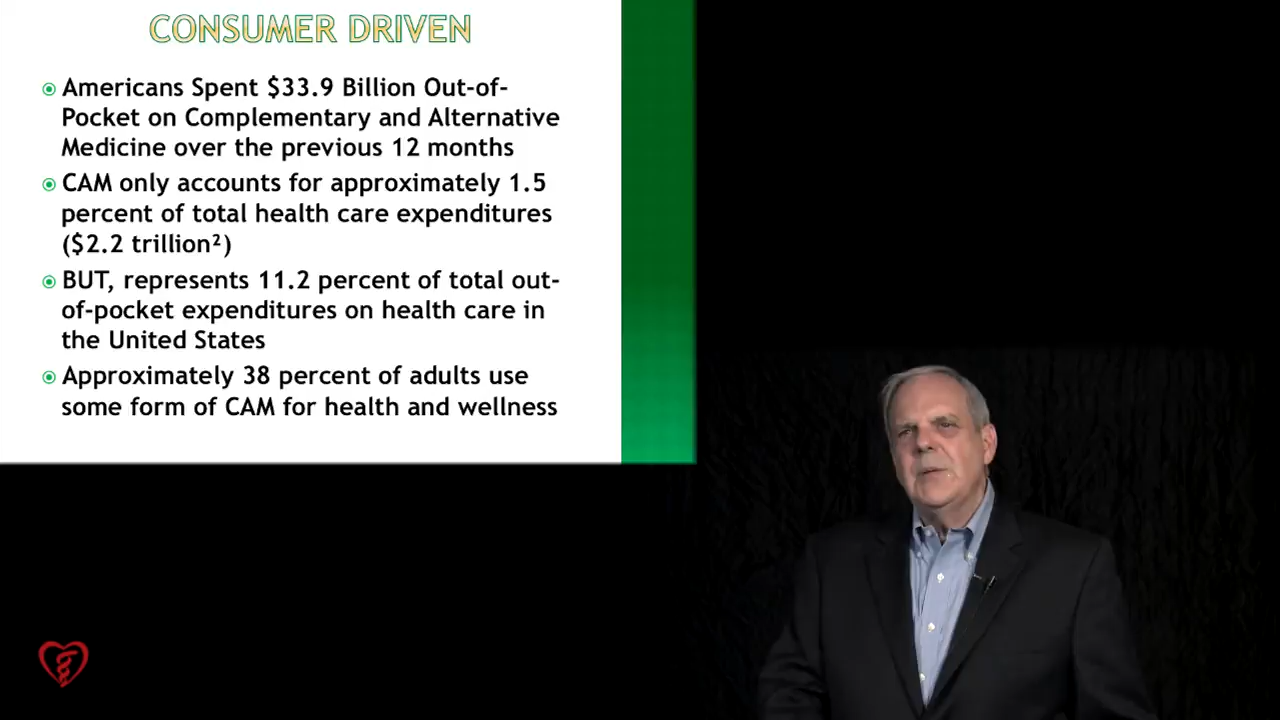 CONSUMER DRIVEN
Americans Spent $33.9 Billion Out-of-
Pocket on Complementary and Alternative
Medicine over the previous 12 months
CAM only accounts for approximately 1.5
percent of total health care expenditures
($2.2 trillion²)
BUT, represents 11.2 percent of total out-
of-pocket expenditures on health care in
the United States
Approximately 38 percent of adults use
some form of CAM for health and wellness